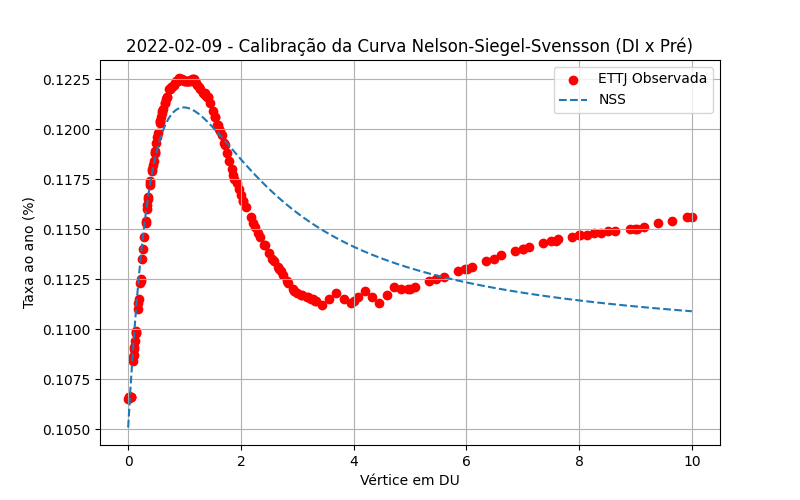 2022-02-09 - Calibração da Curva Nelson-Siegel-Svensson (DI x Pré)
ETTJ Observada
NSS
Taxa ao ano (%)
0.1225
0.1200
0.1175
0.1150
0.1125
0.1100
0.1075
0.1050
0 2 4 6 8 10
Vértice em DU